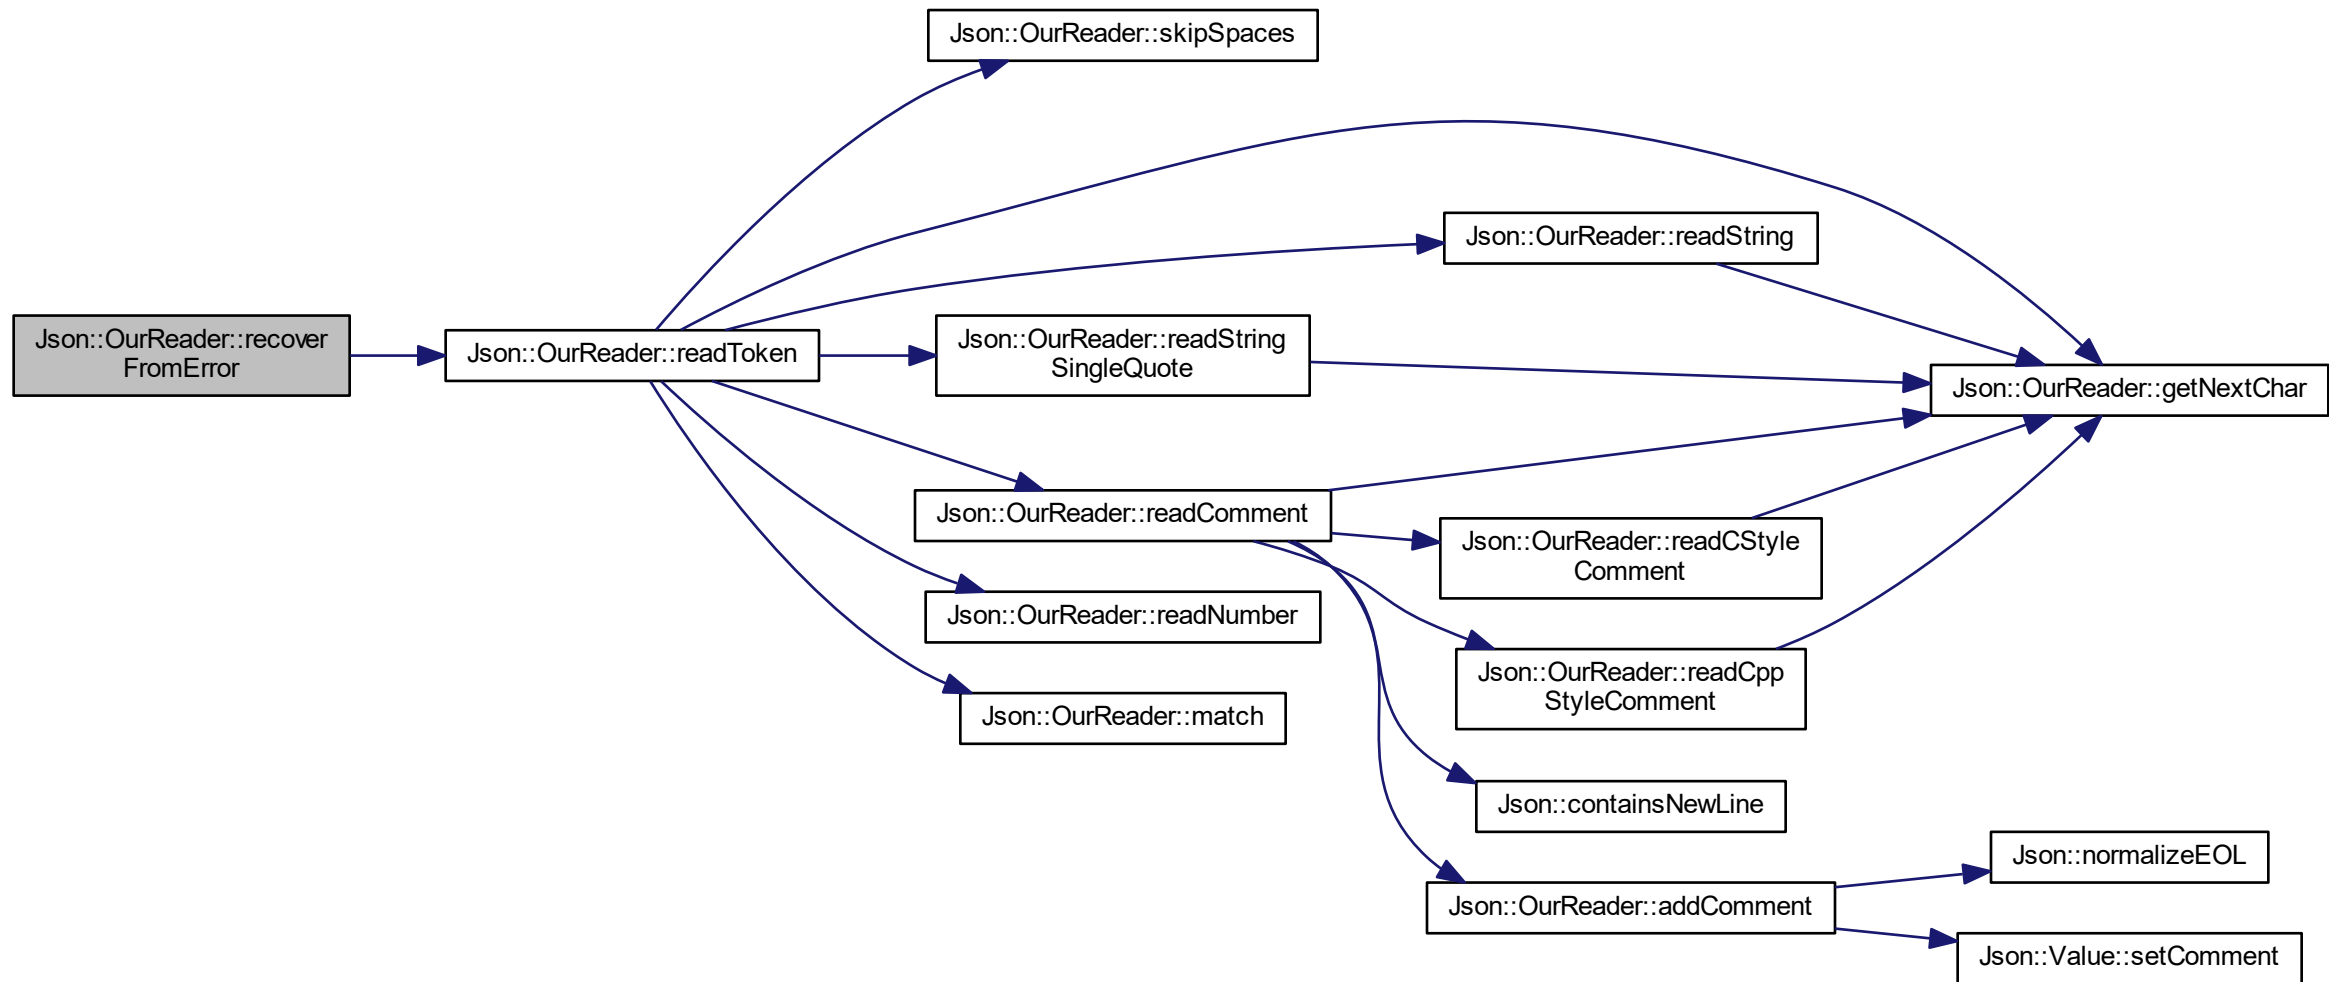 Json::OurReader::skipSpaces
Json::OurReader::readString
Json::OurReader::recover
FromError
Json::OurReader::readToken
Json::OurReader::readString
SingleQuote
Json::OurReader::getNextChar
Json::OurReader::readComment
Json::OurReader::readCStyle
Comment
Json::OurReader::readNumber
Json::OurReader::readCpp
StyleComment
Json::OurReader::match
Json::containsNewLine
Json::normalizeEOL
Json::OurReader::addComment
Json::Value::setComment